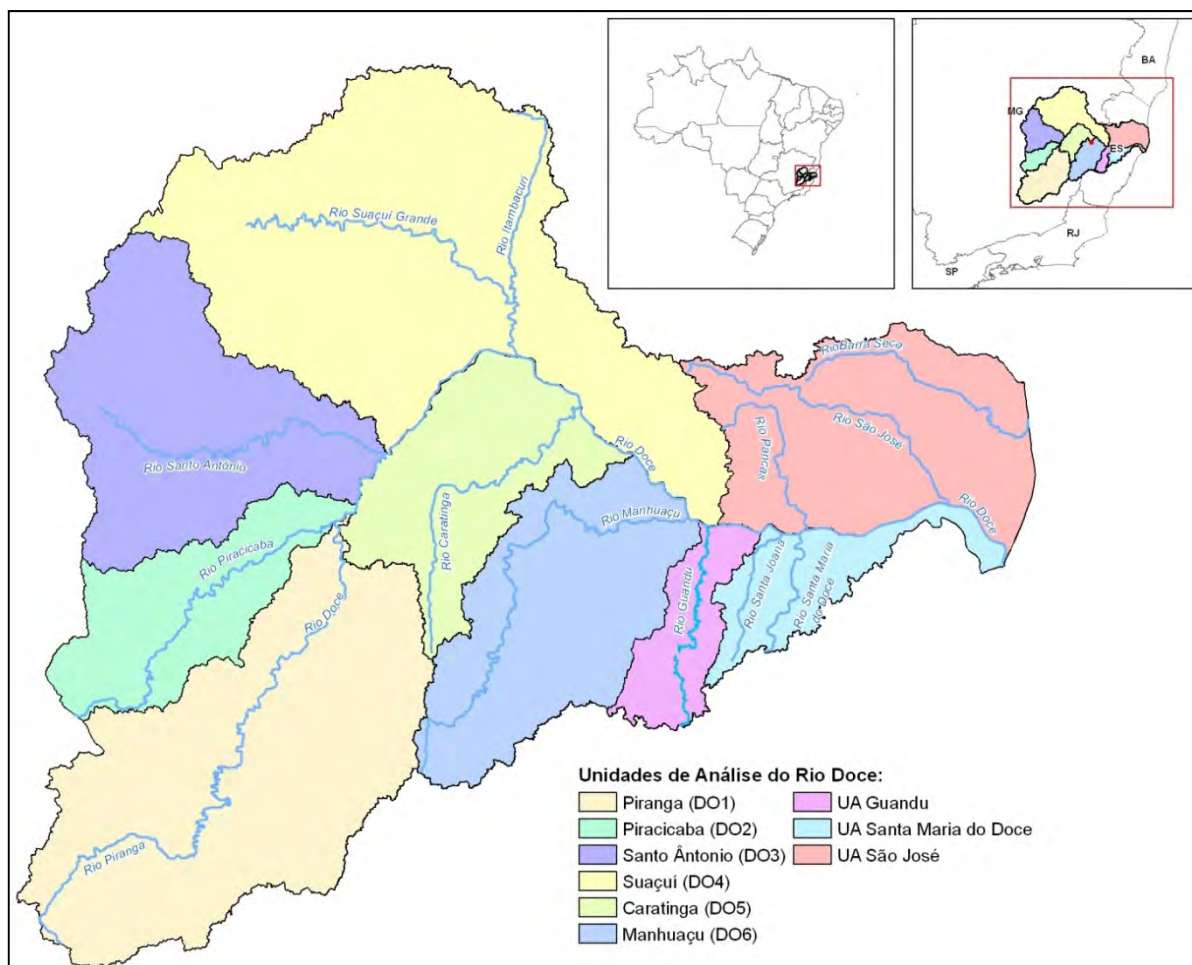 BA
MG
ES
RJ
SP
Rio Suaçuí Grande
Rio Itambacuri
Rio Santo Antônio
Rio Piracicaba
Rio Doce
Rio Piranga
Rio Caratinga
Rio Doce
Rio Manhuaçu
Rio Guandu
RioBarra Seca
Rio São José
Rio Pancas
Rio Doce
Rio Santa Joana
Rio Santa Maria
do Doce
Unidades de Análise do Rio Doce:
Piranga (DO1)
Piracicaba (DO2)
Santo Ântonio (DO3)
Suaçuí (DO4)
Caratinga (DO5)
Manhuaçu (DO6)
UA Guandu
UA Santa Maria do Doce
UA São José